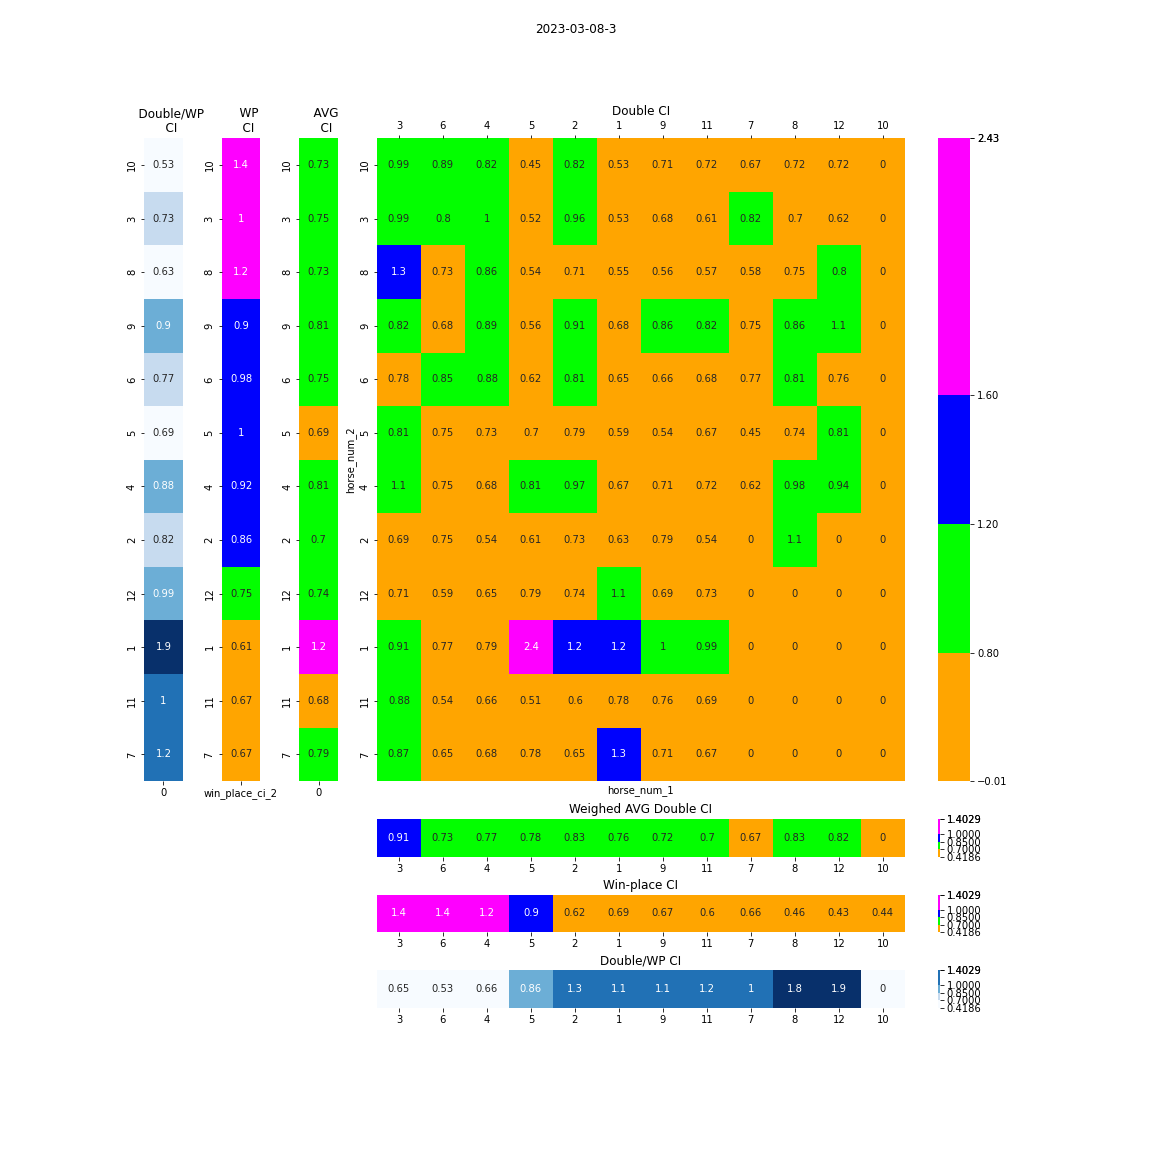 2023-03-08-3
Double/WP CI
WP CI
AVG CI
Double CI
3 6 4 5 2 1 9 11 7 8 12 10
10 0.53 10 1.4 10 0.73 10 0.99 0.89 0.82 0.45 0.82 0.53 0.71 0.72 0.67 0.72 0.72 0
3 0.73 3 1 3 0.75 3 0.99 0.8 1 0.52 0.96 0.53 0.68 0.61 0.82 0.7 0.62 0
8 0.63 8 1.2 8 0.73 8 1.3 0.73 0.86 0.54 0.71 0.55 0.56 0.57 0.58 0.75 0.8 0
9 0.9 9 0.9 9 0.81 9 0.82 0.68 0.89 0.56 0.91 0.68 0.86 0.82 0.75 0.86 1.1 0
6 0.77 6 0.98 6 0.75 6 0.78 0.85 0.88 0.62 0.81 0.65 0.66 0.68 0.77 0.81 0.76 0
5 0.69 5 1 5 0.69 5 0.81 0.75 0.73 0.7 0.79 0.59 0.54 0.67 0.45 0.74 0.81 0
4 0.88 4 0.92 4 0.81 4 1.1 0.75 0.68 0.81 0.97 0.67 0.71 0.72 0.62 0.98 0.94 0
2 0.82 2 0.86 2 0.7 2 0.69 0.75 0.54 0.61 0.73 0.63 0.79 0.54 0 1.1 0 0
12 0.99 12 0.75 12 0.74 12 0.71 0.59 0.65 0.79 0.74 1.1 0.69 0.73 0 0 0 0
1 1.9 1 0.61 1 1.2 1 0.91 0.77 0.79 2.4 1.2 1.2 1 0.99 0 0 0 0
11 1 11 0.67 11 0.68 11 0.88 0.54 0.66 0.51 0.6 0.78 0.76 0.69 0 0 0 0
7 1.2 7 0.67 7 0.79 7 0.87 0.65 0.68 0.78 0.65 1.3 0.71 0.67 0 0 0 0
horse_num_2
0 win_place_ci_2 0 horse_num_1
2.43
1.60
1.20
0.80
−0.01
Weighed AVG Double CI
0.91 0.73 0.77 0.78 0.83 0.76 0.72 0.7 0.67 0.83 0.82 0
3 6 4 5 2 1 9 11 7 8 12 10
1.4029
1.0000
0.8500
0.7000
0.4186
Win-place CI
1.4 1.4 1.2 0.9 0.62 0.69 0.67 0.6 0.66 0.46 0.43 0.44
3 6 4 5 2 1 9 11 7 8 12 10
1.4029
1.0000
0.8500
0.7000
0.4186
Double/WP CI
0.65 0.53 0.66 0.86 1.3 1.1 1.1 1.2 1 1.8 1.9 0
3 6 4 5 2 1 9 11 7 8 12 10
1.4029
1.0000
0.8500
0.7000
0.4186